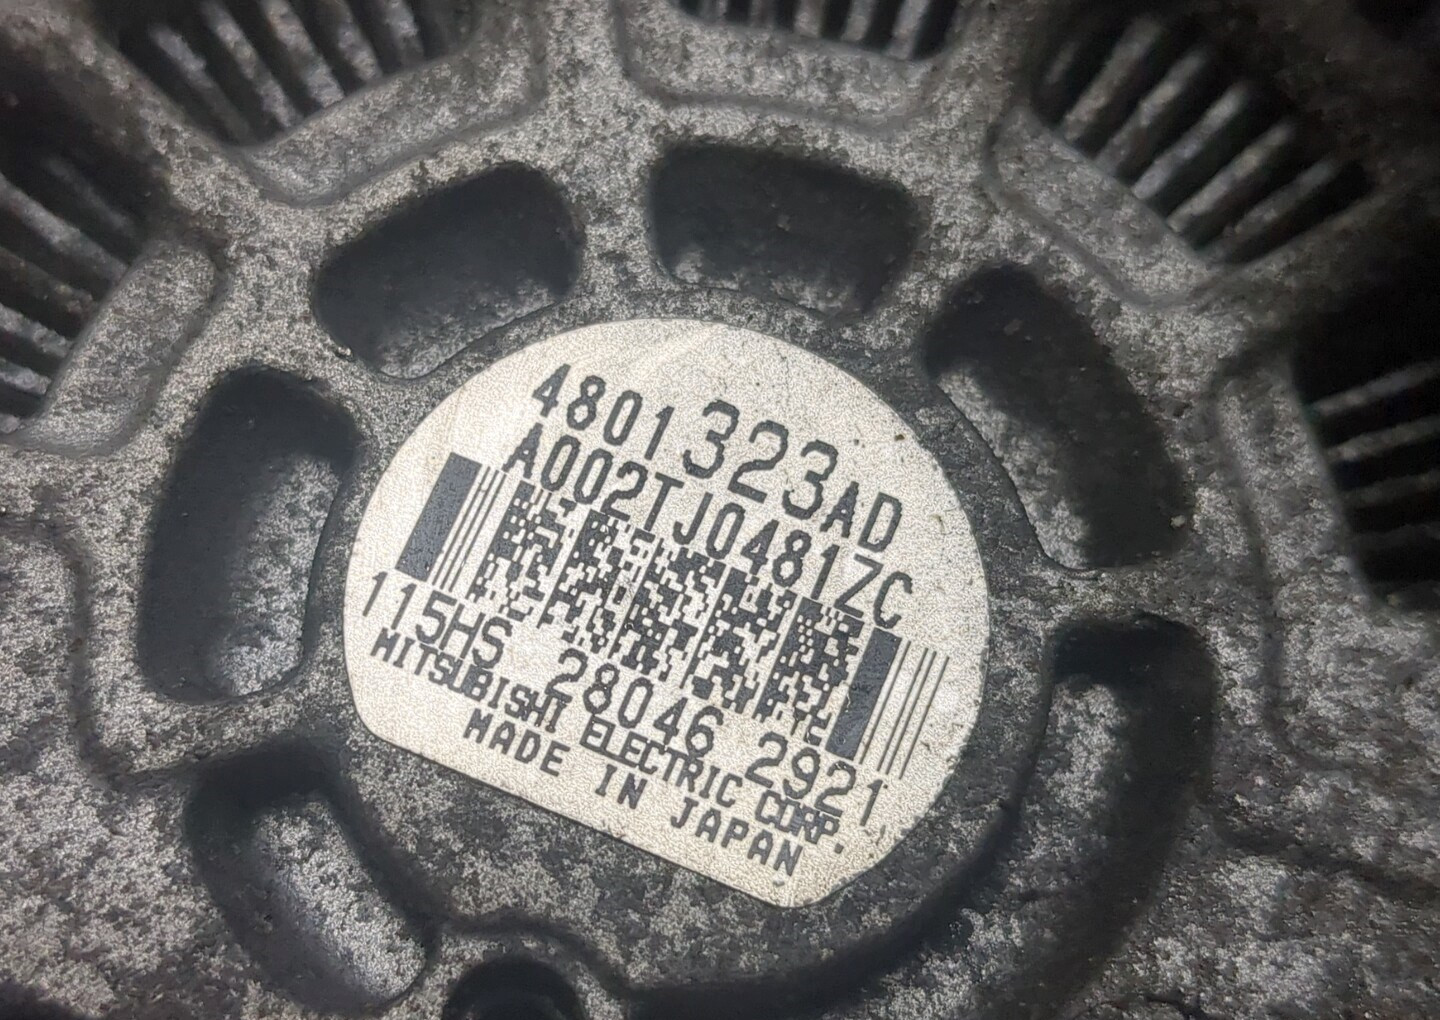 4801323AD
A002TJ0481ZC
115HS 28046 2921
MITSUBISHI ELECTRIC CORP.
MADE IN JAPAN